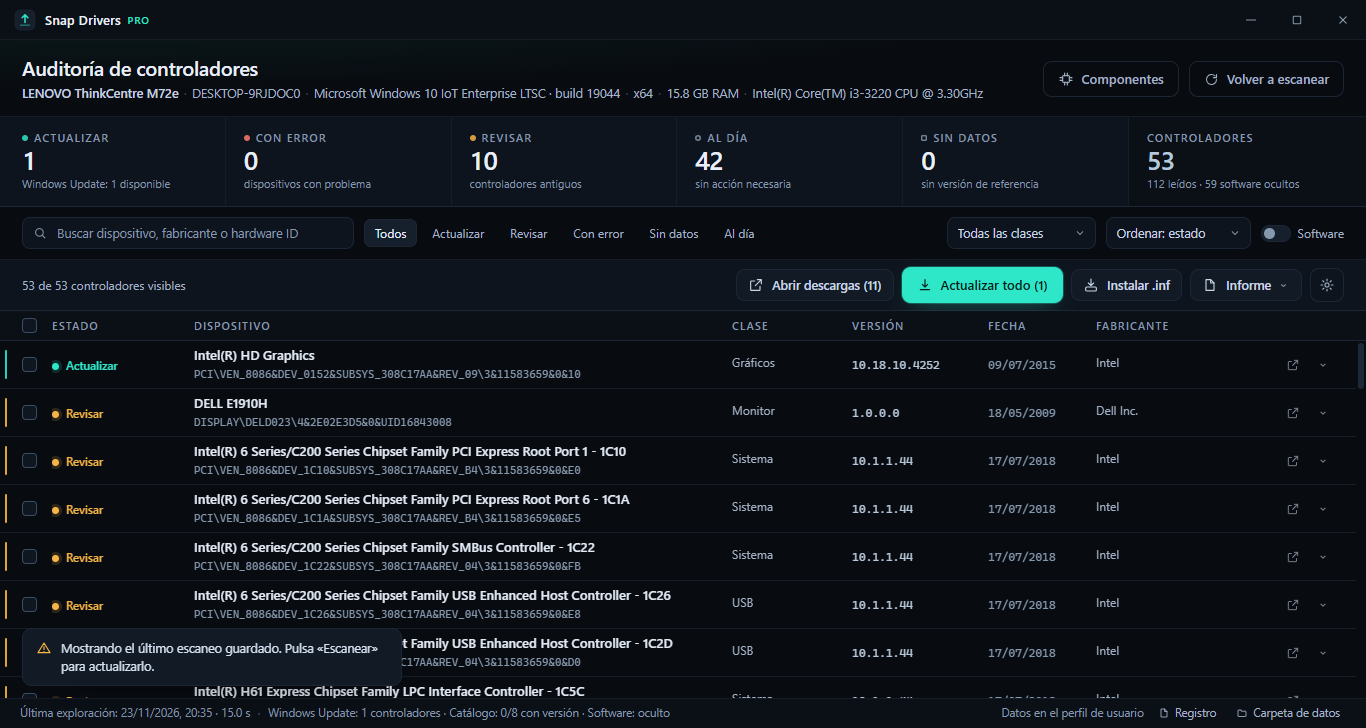 Snap Drivers PRO
Auditoría de controladores
LENOVO ThinkCentre M72e · DESKTOP-9RJDOC0 · Microsoft Windows 10 IoT Enterprise LTSC · build 19044 · x64 · 15.8 GB RAM · Intel(R) Core(TM) i3-3220 CPU @ 3.30GHz
Componentes
Volver a escanear
ACTUALIZAR
1
Windows Update: 1 disponible
CON ERROR
0
dispositivos con problema
REVISAR
10
controladores antiguos
AL DÍA
42
sin acción necesaria
SIN DATOS
0
sin versión de referencia
CONTROLADORES
53
112 leídos · 59 software ocultos
Buscar dispositivo, fabricante o hardware ID
Todos Actualizar Revisar Con error Sin datos Al día
Todas las clases
Ordenar: estado
Software
53 de 53 controladores visibles
Abrir descargas (11)
Actualizar todo (1)
Instalar .inf
Informe
ESTADO DISPOSITIVO CLASE VERSIÓN FECHA FABRICANTE
Actualizar Intel(R) HD Graphics Gráficos 10.18.10.4252 09/07/2015 Intel
PCI\VEN_8086&DEV_0152&SUBSYS_308C17AA&REV_09\3&11583659&0&10
Revisar DELL E1910H Monitor 1.0.0.0 18/05/2009 Dell Inc.
DISPLAY\DELD023\4&2E02E3D5&0&UID16843008
Revisar Intel(R) 6 Series/C200 Series Chipset Family PCI Express Root Port 1 - 1C10 Sistema 10.1.1.44 17/07/2018 Intel
PCI\VEN_8086&DEV_1C10&SUBSYS_308C17AA&REV_B4\3&11583659&0&E0
Revisar Intel(R) 6 Series/C200 Series Chipset Family PCI Express Root Port 6 - 1C1A Sistema 10.1.1.44 17/07/2018 Intel
PCI\VEN_8086&DEV_1C1A&SUBSYS_308C17AA&REV_B4\3&11583659&0&E5
Revisar Intel(R) 6 Series/C200 Series Chipset Family SMBus Controller - 1C22 Sistema 10.1.1.44 17/07/2018 Intel
PCI\VEN_8086&DEV_1C22&SUBSYS_308C17AA&REV_04\3&11583659&0&FB
Revisar Intel(R) 6 Series/C200 Series Chipset Family USB Enhanced Host Controller - 1C26 USB 10.1.1.44 17/07/2018 Intel
PCI\VEN_8086&DEV_1C26&SUBSYS_308C17AA&REV_04\3&11583659&0&E8
set Family USB Enhanced Host Controller - 1C2D USB 10.1.1.44 17/07/2018 Intel
C17AA&REV_04\3&11583659&0&D0
Mostrando el último escaneo guardado. Pulsa «Escanear»
para actualizarlo.
Intel(R) H61 Express Chipset Family LPC Interface Controller - 1C5C
Última exploración: 23/11/2026, 20:35 · 15.0 s · Windows Update: 1 controladores · Catálogo: 0/8 con versión · Software: oculto
Datos en el perfil de usuario
Registro
Carpeta de datos